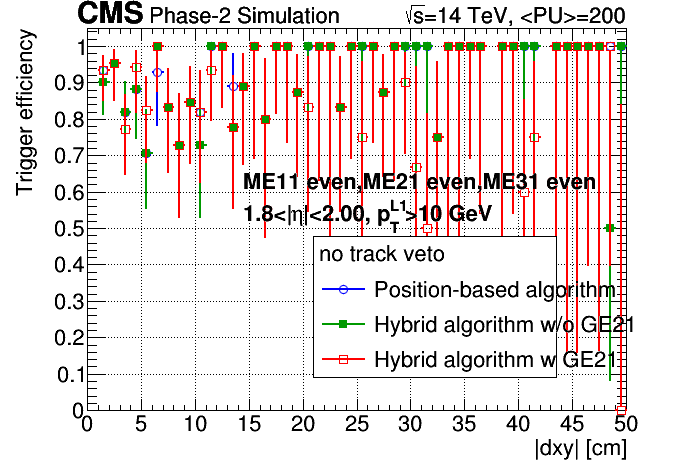 CMS Phase-2 Simulation √s=14 TeV, <PU>=200
Trigger efficiency
1
0.9
0.8
0.7
0.6
0.5
0.4
0.3
0.2
0.1
0
ME11 even,ME21 even,ME31 even
1.8<|η|<2.00, p_T^L1>10 GeV
no track veto
Position-based algorithm
Hybrid algorithm w/o GE21
Hybrid algorithm w GE21
0 5 10 15 20 25 30 35 40 45 50
|dxy| [cm]